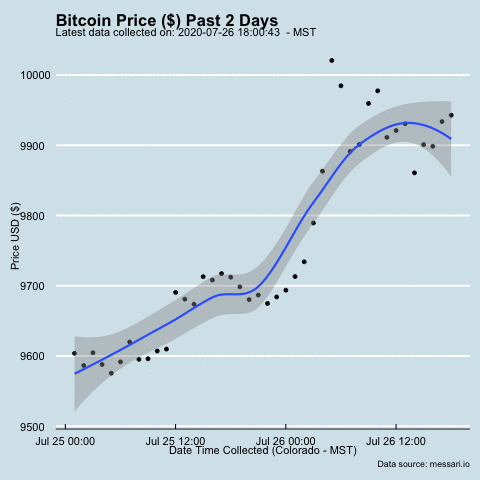 Bitcoin Price ($) Past 2 Days
Latest data collected on: 2020-07-26 18:00:43 - MST
10000
9900
9800
9700
9600
9500
Price USD ($)
Jul 25 00:00 Jul 25 12:00 Jul 26 00:00 Jul 26 12:00
Date Time Collected (Colorado - MST)
Data source: messari.io